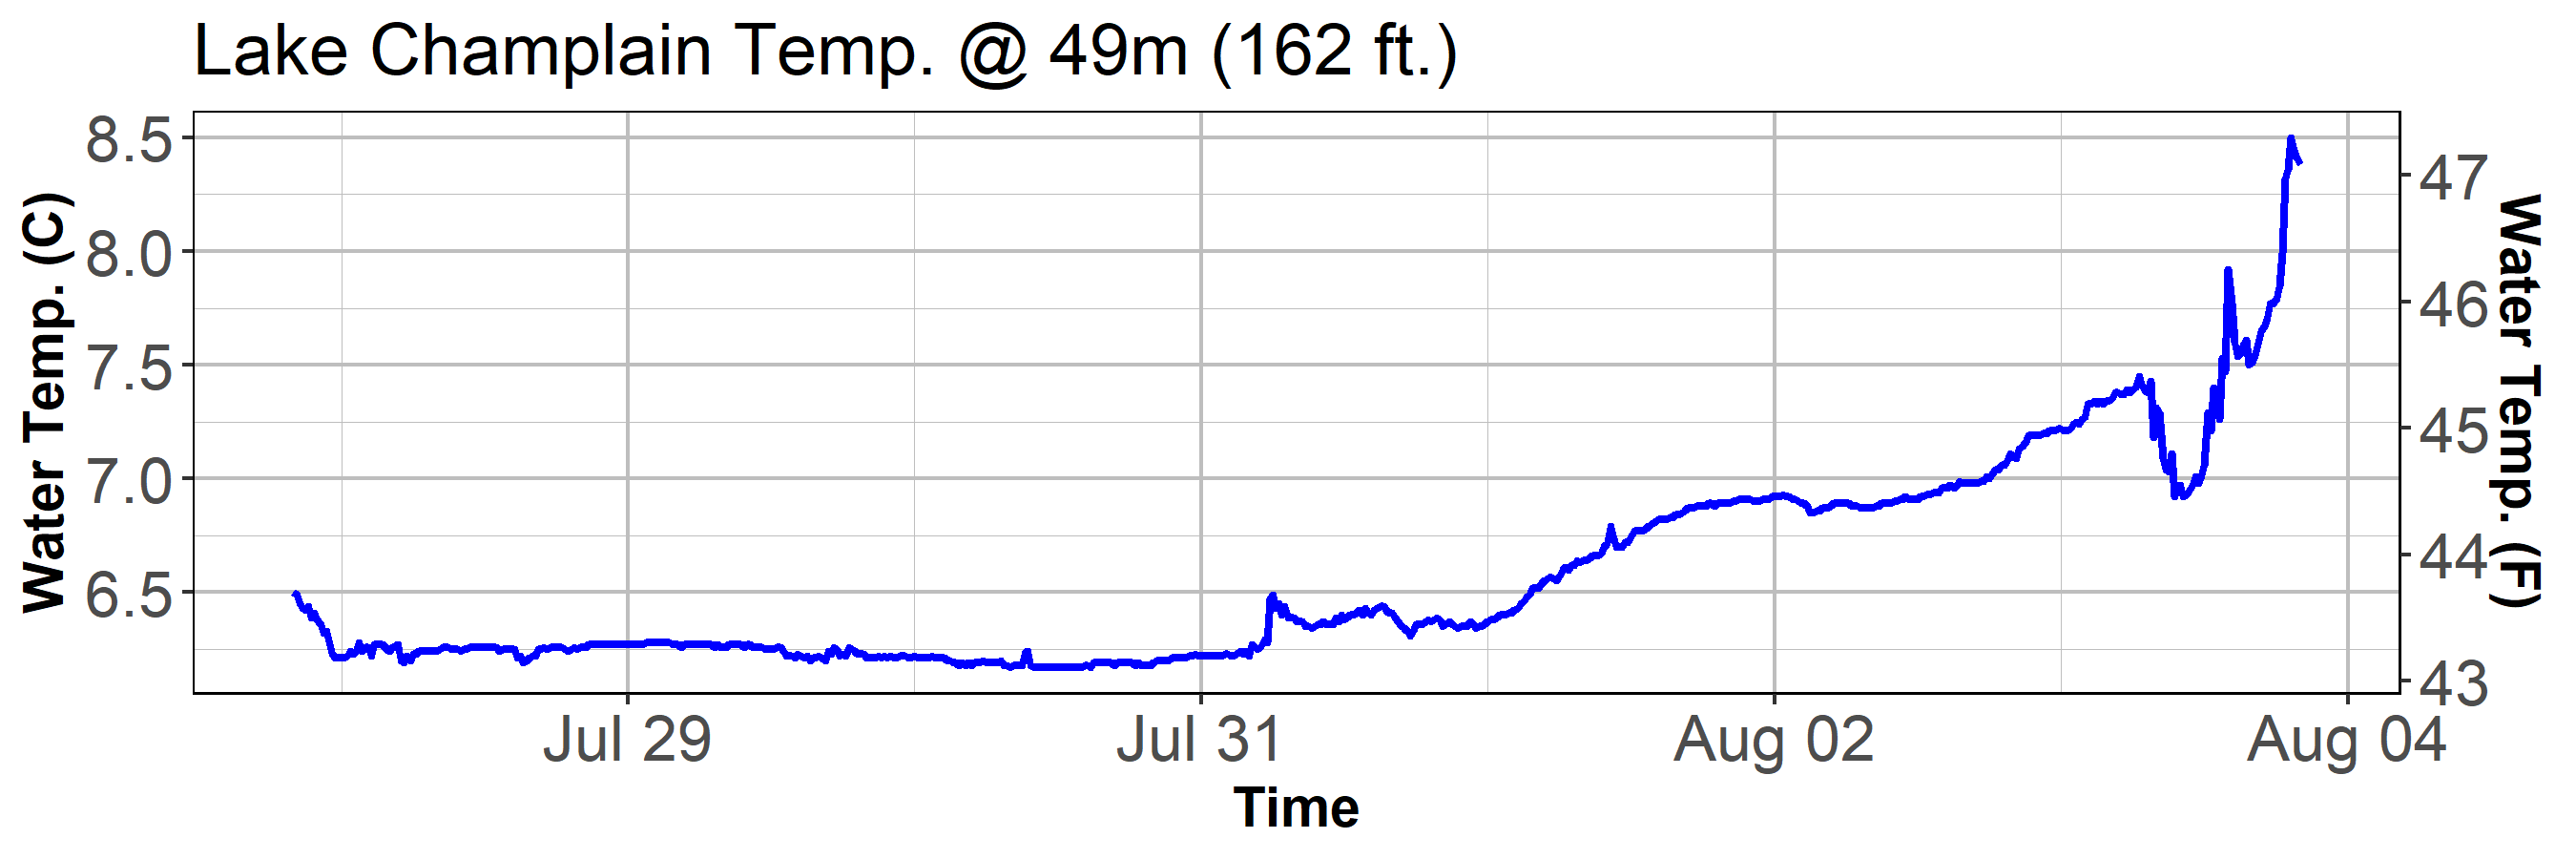 Lake Champlain Temp. @ 49m (162 ft.)
Water Temp. (C)
8.5
8.0
7.5
7.0
6.5
47
46
45
44
43
Water Temp. (F)
Jul 29 Jul 31 Aug 02 Aug 04
Time